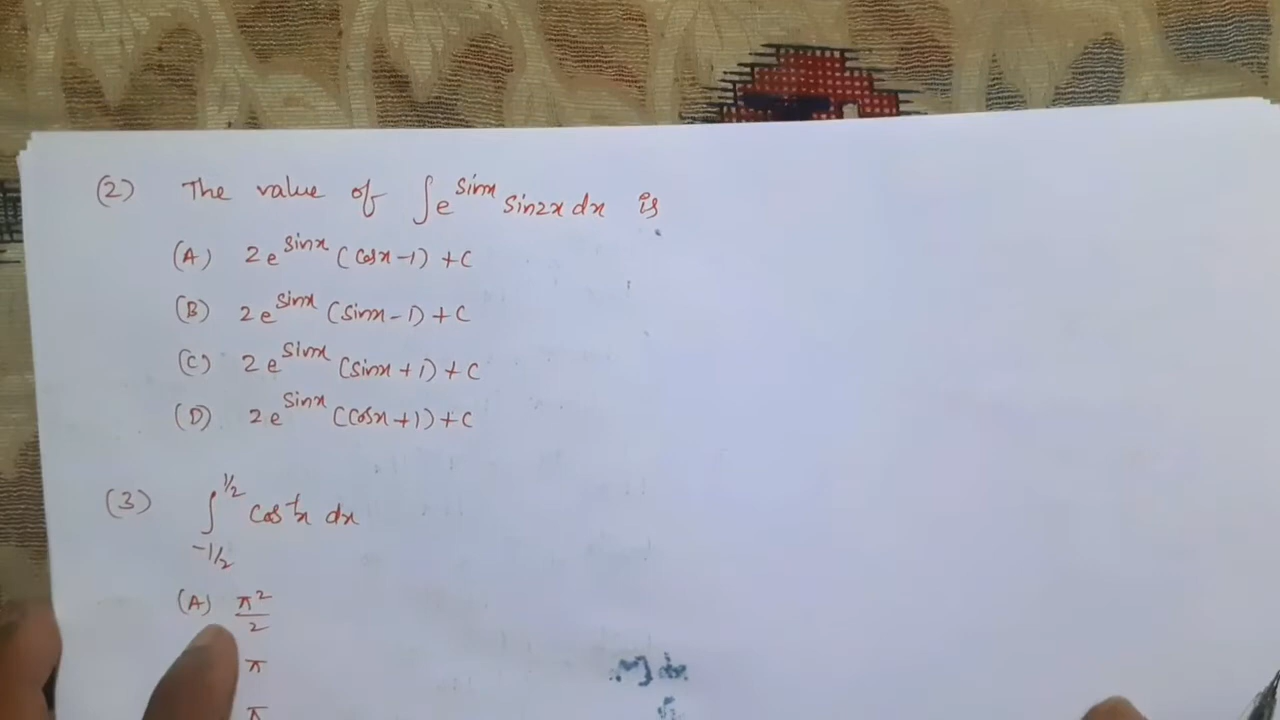 (2) The value of ∫e^sinx sin2x dx is
(A) 2e^sinx (cosx-1) +C
(B) 2e^sinx (sinx-1) +C
(C) 2e^sinx (sinx+1) +C
(D) 2e^sinx (cosx+1) +C
(3) ∫_{-1/2}^{1/2} cos^{-1}x dx
(A) π²/2
π
π